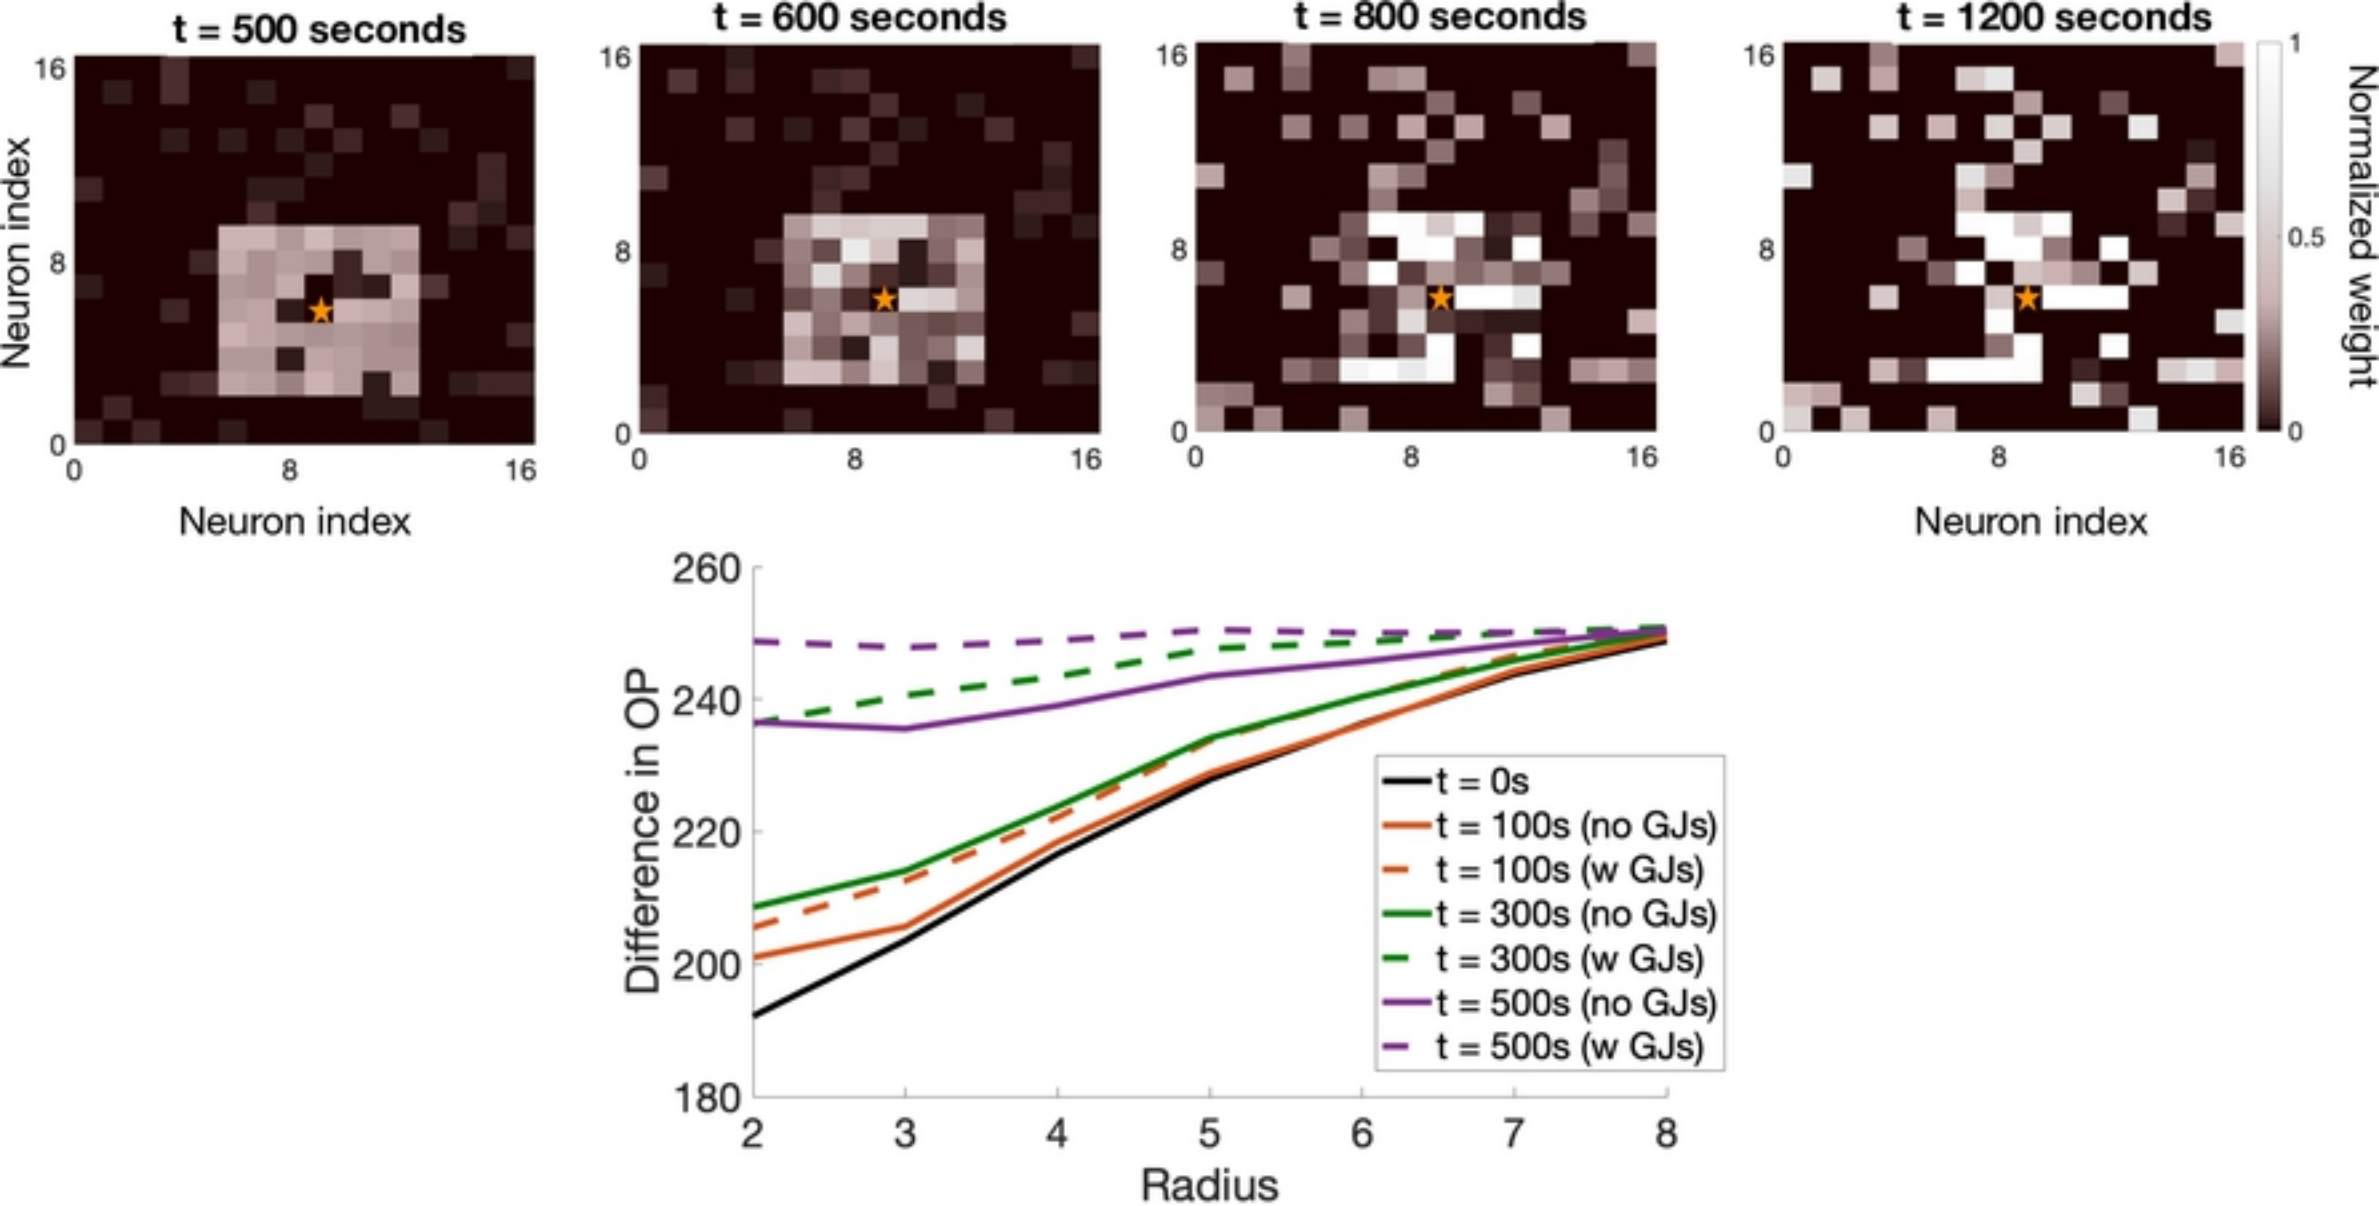 t = 500 seconds
t = 600 seconds
t = 800 seconds
t = 1200 seconds
16
8
0
0
8
16
Neuron index
Neuron index
16
8
0
0
8
16
16
8
0
0
8
16
16
8
0
0
8
16
Neuron index
1
0.5
0
Normalized weight
260
240
220
200
180
2
3
4
5
6
7
8
Difference in OP
Radius
t = 0s
t = 100s (no GJs)
t = 100s (w GJs)
t = 300s (no GJs)
t = 300s (w GJs)
t = 500s (no GJs)
t = 500s (w GJs)